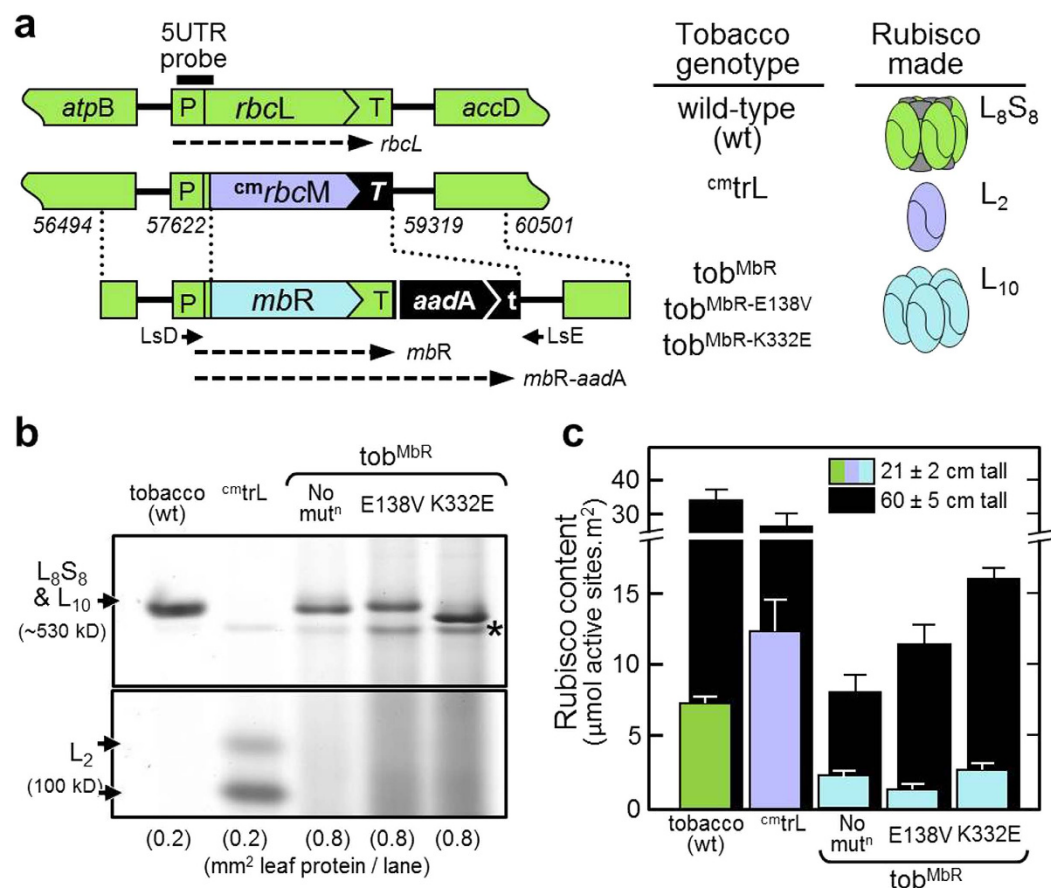 a
5UTR
probe
atpB
P
rbcL
T
accD
rbcL
P
cmrbcM
T
56494
57622
59319
60501
P
mbR
T
aadA
t
LsD
LsE
mbR
mbR-aadA
Tobacco
genotype
Rubisco
made
wild-type
(wt)
L8S8
cmtrL
L2
tobMbR
tobMbR-E138V
tobMbR-K332E
L10
b
tobMbR
tobacco
(wt)
cmtrL
No
mutn
E138V
K332E
L8S8
& L10
(~530 kD)
*
L2
(100 kD)
(0.2)
(0.2)
(0.8)
(0.8)
(0.8)
(mm2 leaf protein / lane)
c
21 ± 2 cm tall
60 ± 5 cm tall
Rubisco content
(µmol active sites.m2)
40
30
15
10
5
0
tobacco
(wt)
cmtrL
No
mutn
E138V
K332E
tobMbR